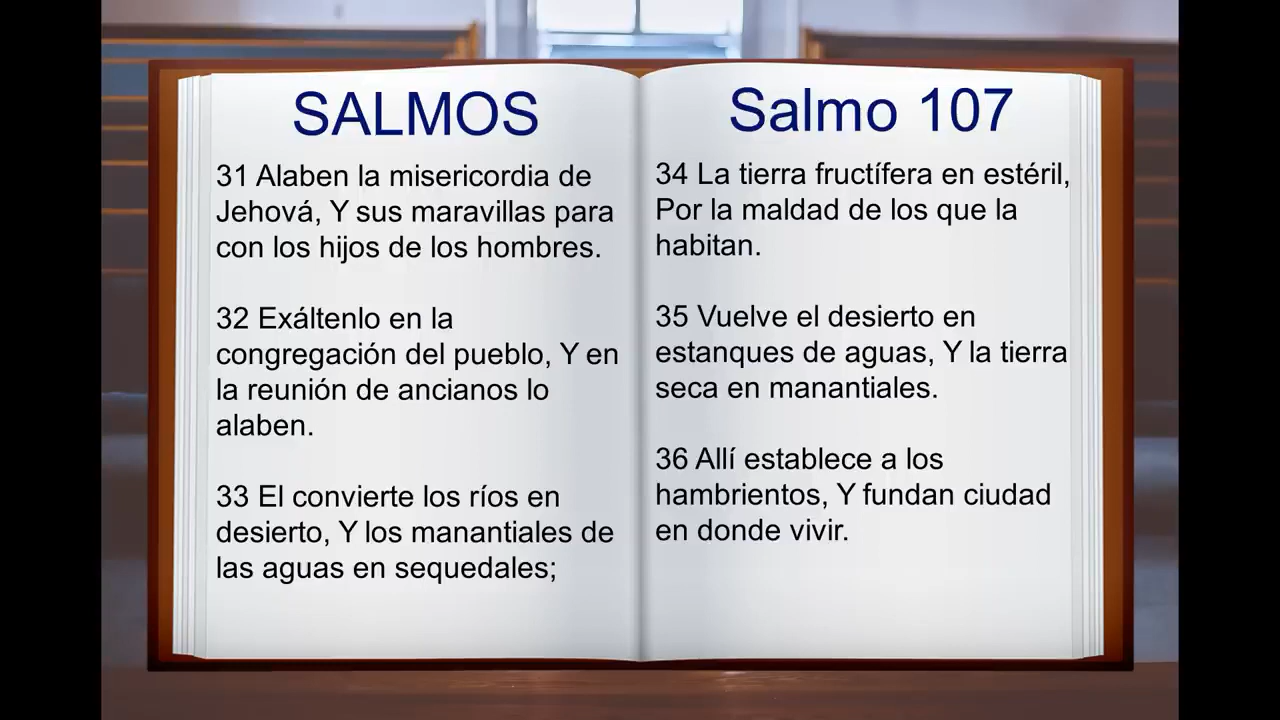 SALMOS
31 Alaben la misericordia de
Jehová, Y sus maravillas para
con los hijos de los hombres.
32 Exáltenlo en la
congregación del pueblo, Y en
la reunión de ancianos lo
alaben.
33 El convierte los ríos en
desierto, Y los manantiales de
las aguas en sequedales;
Salmo 107
34 La tierra fructífera en estéril,
Por la maldad de los que la
habitan.
35 Vuelve el desierto en
estanques de aguas, Y la tierra
seca en manantiales.
36 Allí establece a los
hambrientos, Y fundan ciudad
en donde vivir.